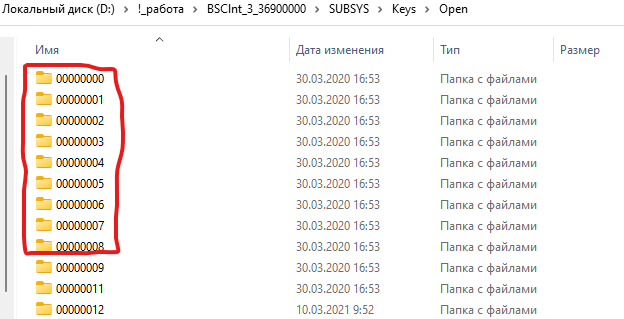 Локальный диск (D:) > !_работа > BSCInt_3_36900000 > SUBSYS > Keys > Open
Имя Дата изменения Тип Размер
00000000 30.03.2020 16:53 Папка с файлами
00000001 30.03.2020 16:53 Папка с файлами
00000002 30.03.2020 16:53 Папка с файлами
00000003 30.03.2020 16:53 Папка с файлами
00000004 30.03.2020 16:53 Папка с файлами
00000005 30.03.2020 16:53 Папка с файлами
00000006 30.03.2020 16:53 Папка с файлами
00000007 30.03.2020 16:53 Папка с файлами
00000008 30.03.2020 16:53 Папка с файлами
00000009 30.03.2020 16:53 Папка с файлами
00000011 30.03.2020 16:53 Папка с файлами
00000012 10.03.2021 9:52 Папка с файлами